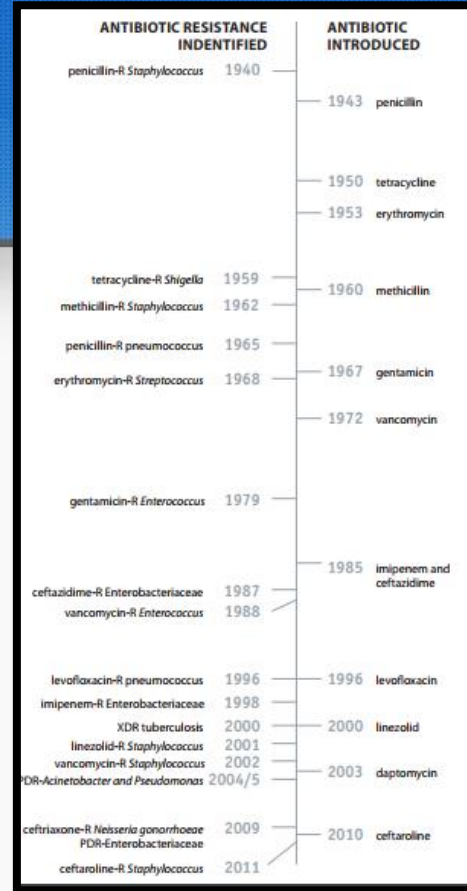 ANTIBIOTIC RESISTANCE
INDENTIFIED
penicillin-R Staphylococcus 1940
tetracycline-R Shigella 1959
methicillin-R Staphylococcus 1962
penicillin-R pneumococcus 1965
erythromycin-R Streptococcus 1968
gentamicin-R Enterococcus 1979
ceftazidime-R Enterobacteriaceae 1987
vancomycin-R Enterococcus 1988
levofloxacin-R pneumococcus 1996
imipenem-R Enterobacteriaceae 1998
XDR tuberculosis 2000
linezolid-R Staphylococcus 2001
vancomycin-R Staphylococcus 2002
PDR-Acinetobacter and Pseudomonas 2004/5
ceftriaxone-R Neisseria gonorrhoeae 2009
PDR-Enterobacteriaceae
ceftaroline-R Staphylococcus 2011
ANTIBIOTIC
INTRODUCED
1943 penicillin
1950 tetracycline
1953 erythromycin
1960 methicillin
1967 gentamicin
1972 vancomycin
1985 imipenem and
ceftazidime
1996 levofloxacin
2000 linezolid
2003 daptomycin
2010 ceftaroline